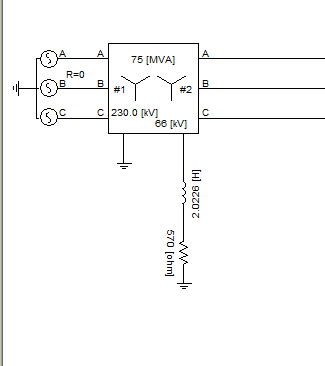 A A A
75 [MVA]
R=0
B B #1 #2 B
C C 230.0 [kV] C
66 [kV]
2.0226 [H]
570 [ohm]